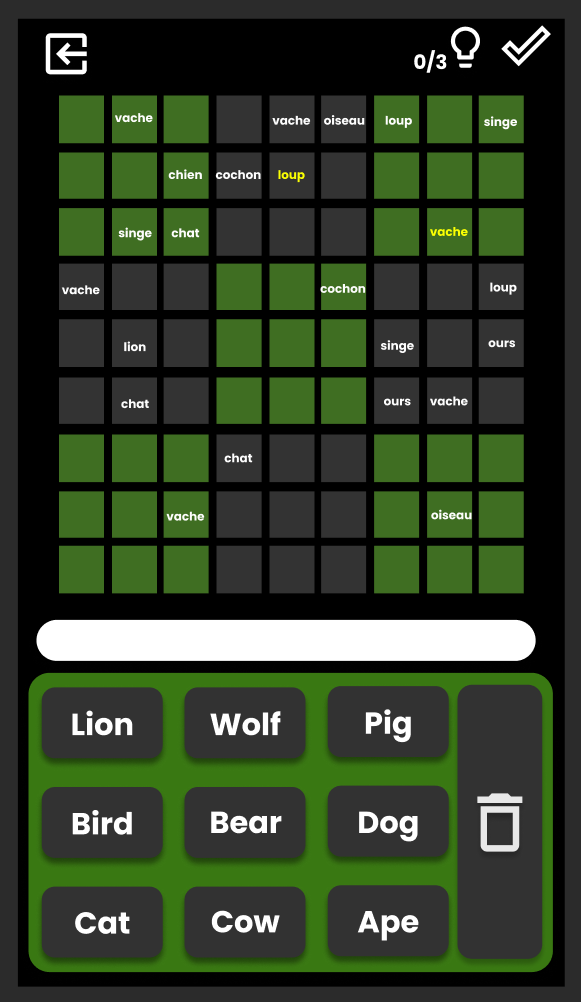 0/3
vache vache oiseau loup singe
chien cochon loup
singe chat vache
vache cochon loup
lion singe ours
chat ours vache
chat
vache oiseau
Lion Wolf Pig
Bird Bear Dog
Cat Cow Ape